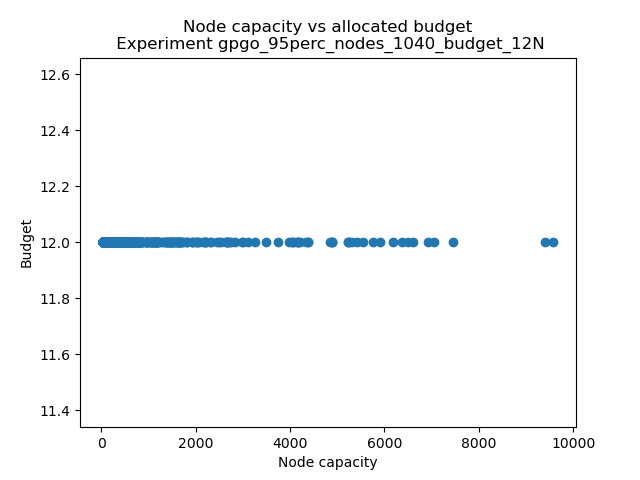 Node capacity vs allocated budget
Experiment gpgo_95perc_nodes_1040_budget_12N
12.6
12.4
12.2
12.0
11.8
11.6
11.4
Budget
0 2000 4000 6000 8000 10000
Node capacity